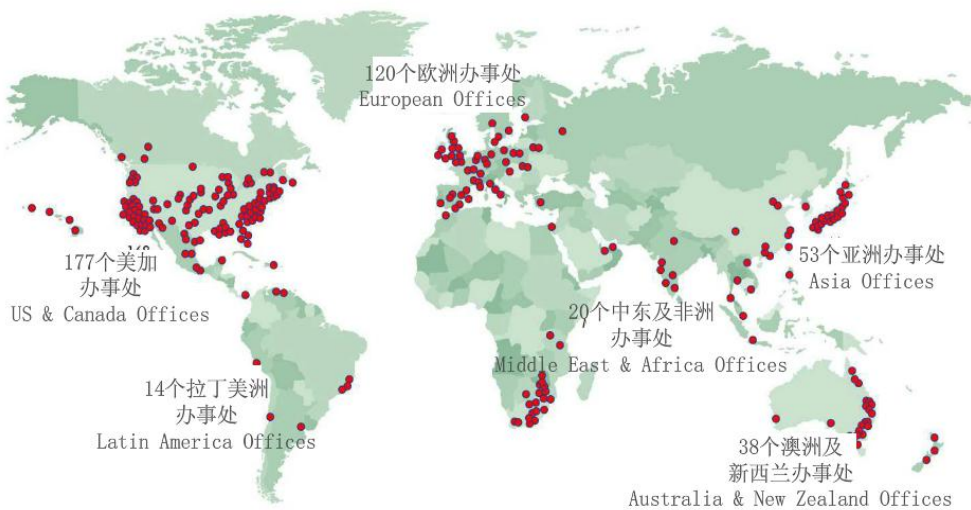 120个欧洲办事处
European Offices
177个美加
办事处
US & Canada Offices
53个亚洲办事处
Asia Offices
20个中东及非洲
办事处
Middle East & Africa Offices
14个拉丁美洲
办事处
Latin America Offices
38个澳洲及
新西兰办事处
Australia & New Zealand Offices